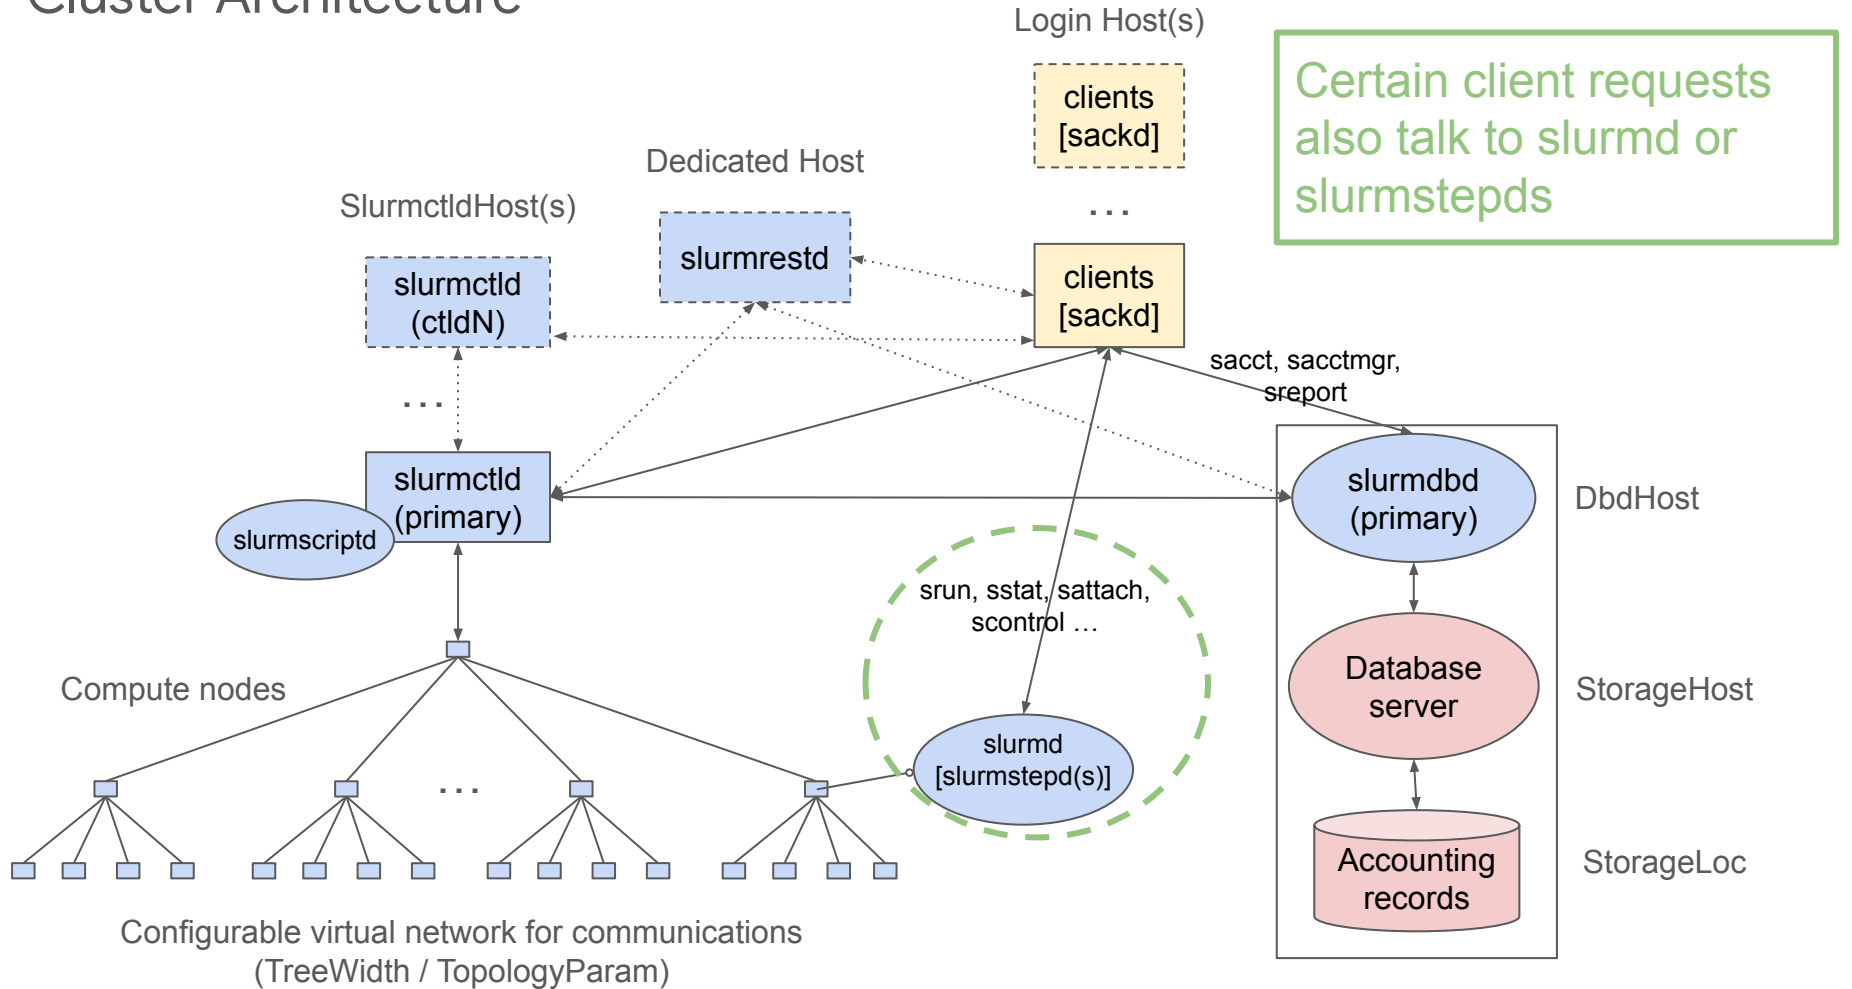 Cluster Architecture
Login Host(s)
clients
[sackd]
Certain client requests
also talk to slurmd or
slurmstepds
Dedicated Host
SlurmctldHost(s)
...
slurmrestd
clients
[sackd]
slurmctld
(ctldN)
sacct, sacctmgr,
sreport
...
slurmctld
(primary)
slurmscriptd
slurmdbd
(primary)
DbdHost
srun, sstat, sattach,
scontrol ...
Compute nodes
Database
server
StorageHost
slurmd
[slurmstepd(s)]
...
Accounting
records
StorageLoc
Configurable virtual network for communications
(TreeWidth / TopologyParam)